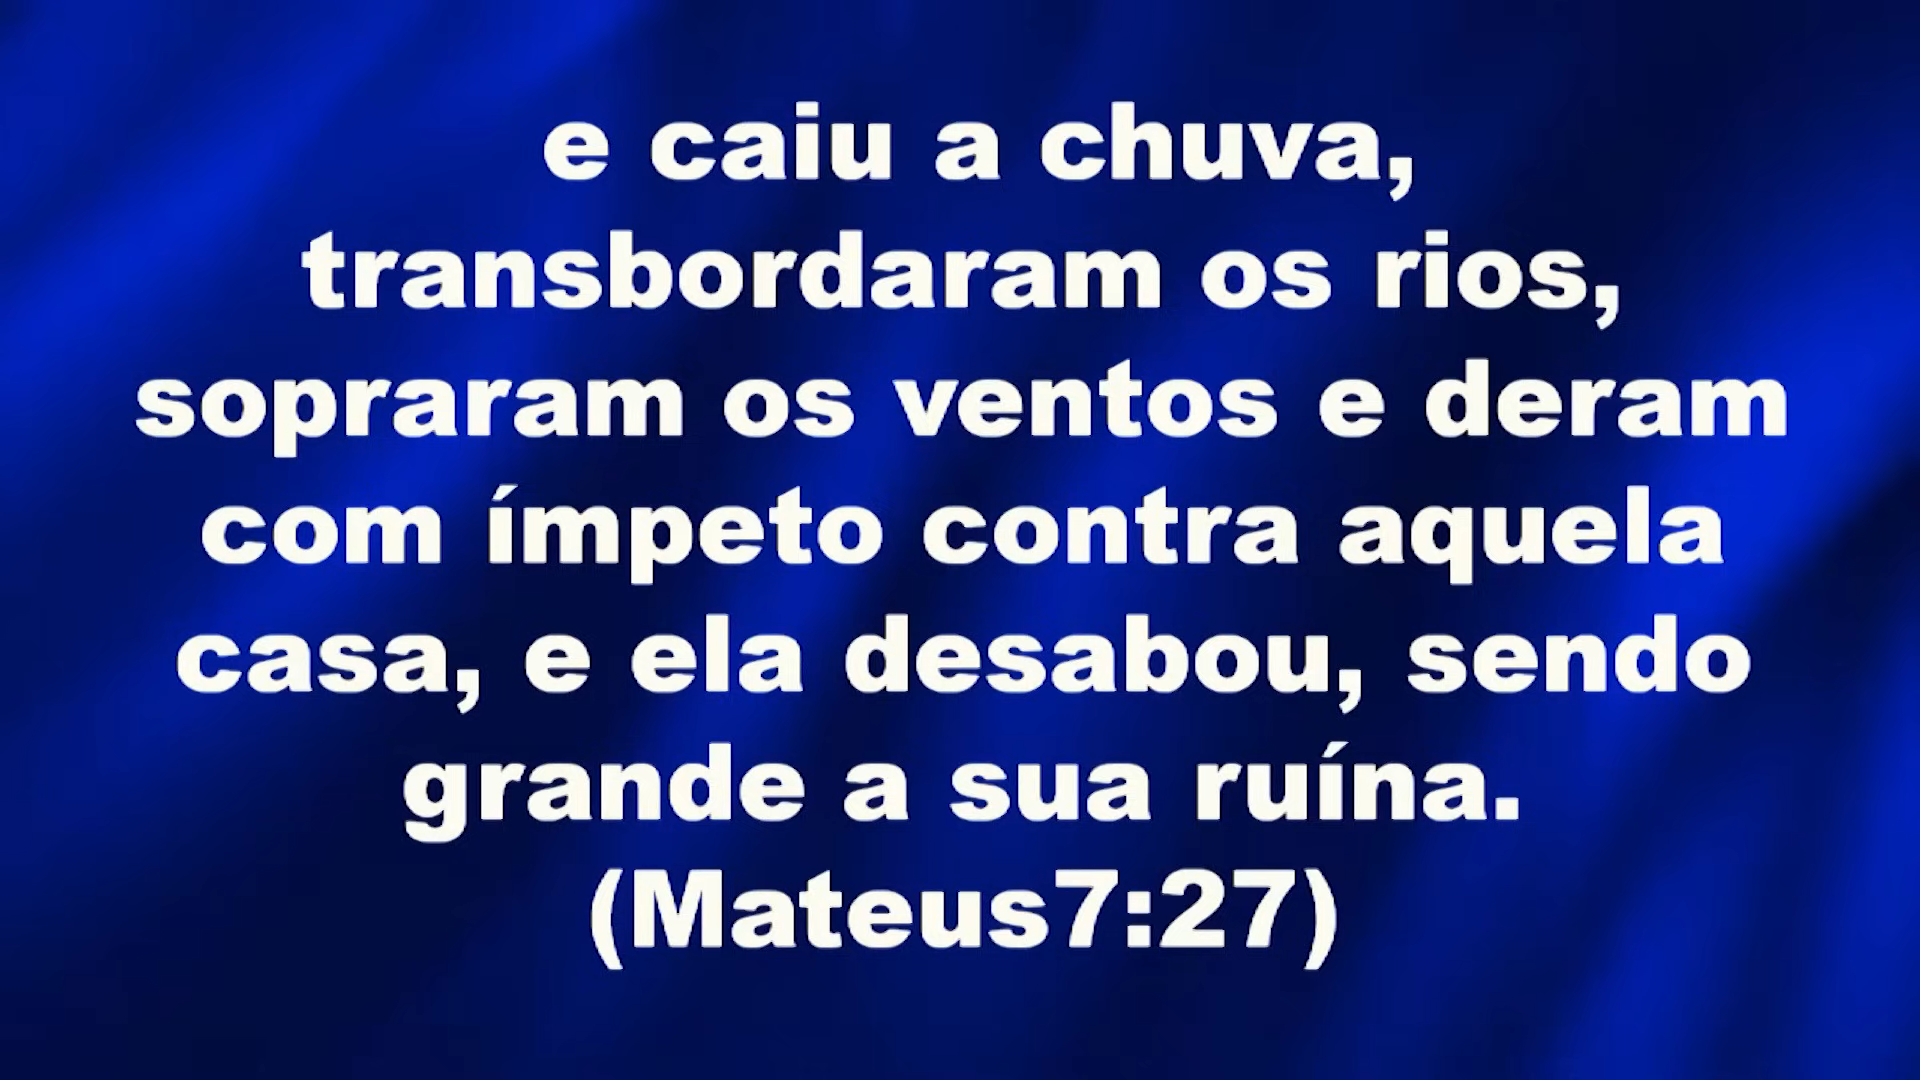 e caiu a chuva,
transbordaram os rios,
sopraram os ventos e deram
com ímpeto contra aquela
casa, e ela desabou, sendo
grande a sua ruína.
(Mateus7:27)